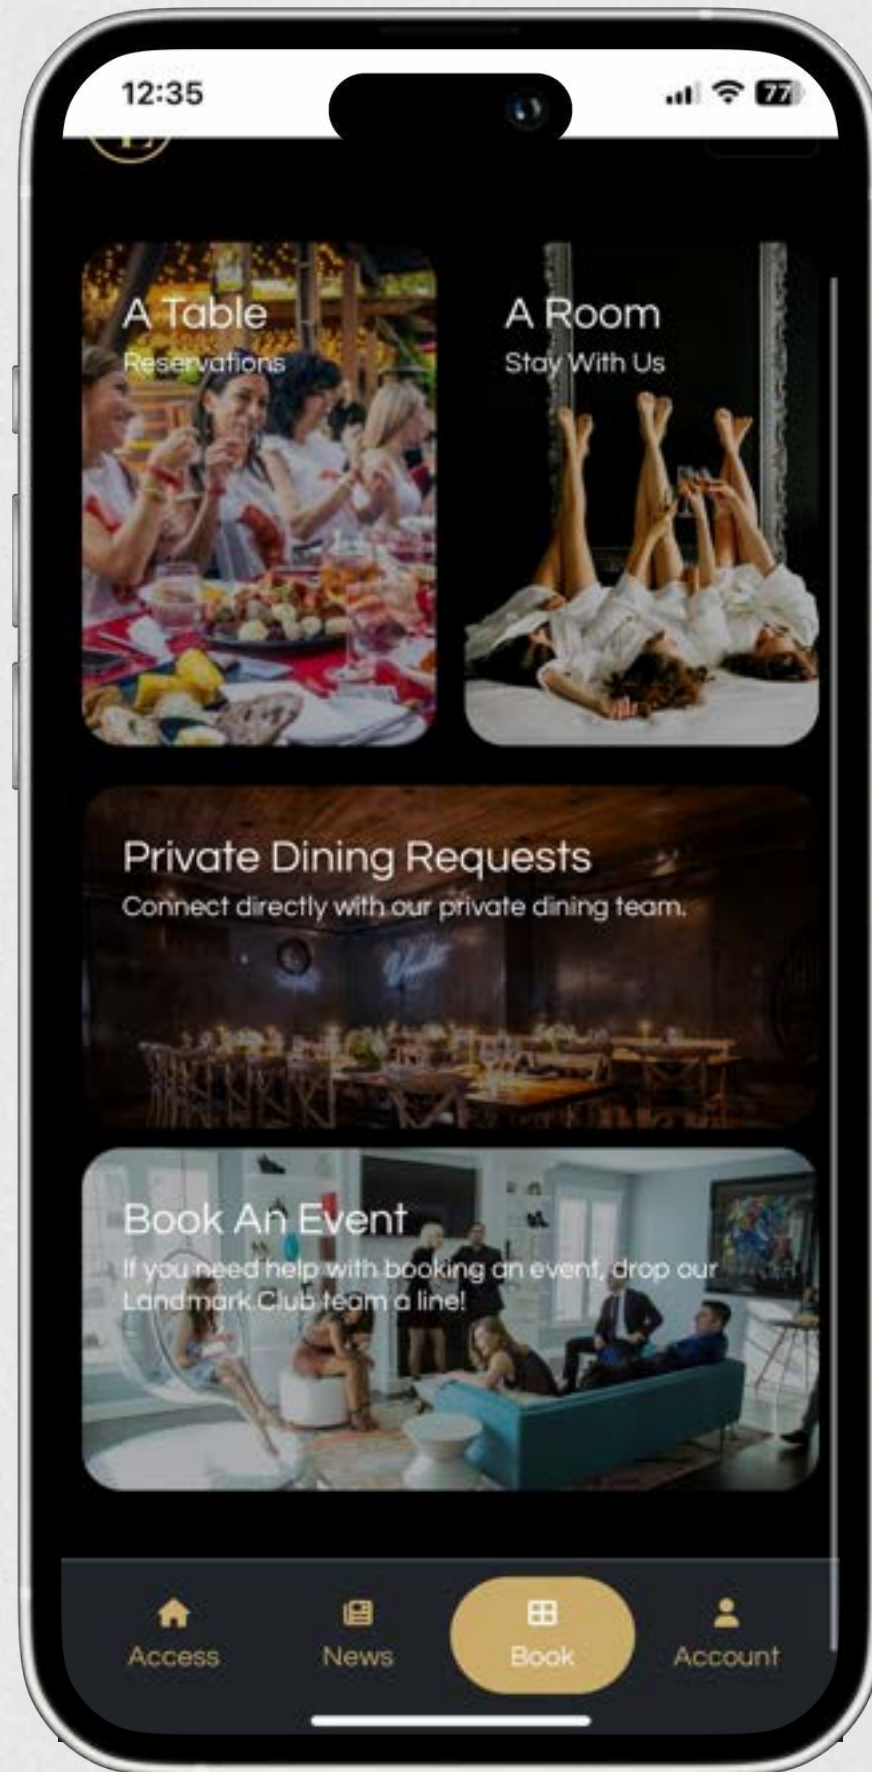 12:35
77
A Table
Reservations
A Room
Stay With Us
Private Dining Requests
Connect directly with our private dining team.
Book An Event
If you need help with booking an event, drop our
Landmark Club team a line!
Access
News
Book
Account